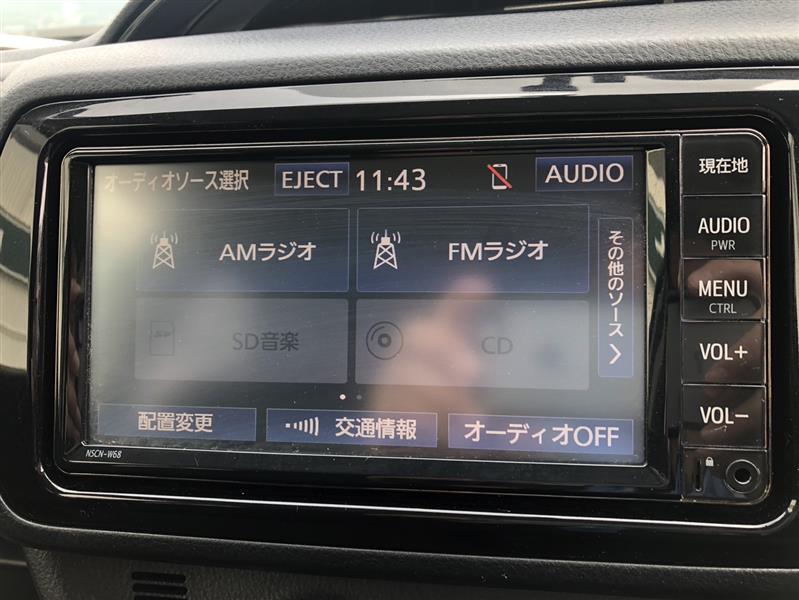 オーディオソース選択 EJECT 11:43 AUDIO
AMラジオ FMラジオ
その他のソース
SD音楽 CD
配置変更 交通情報 オーディオOFF
NSCN-W68
現在地
AUDIO
PWR
MENU
CTRL
VOL+
VOL-